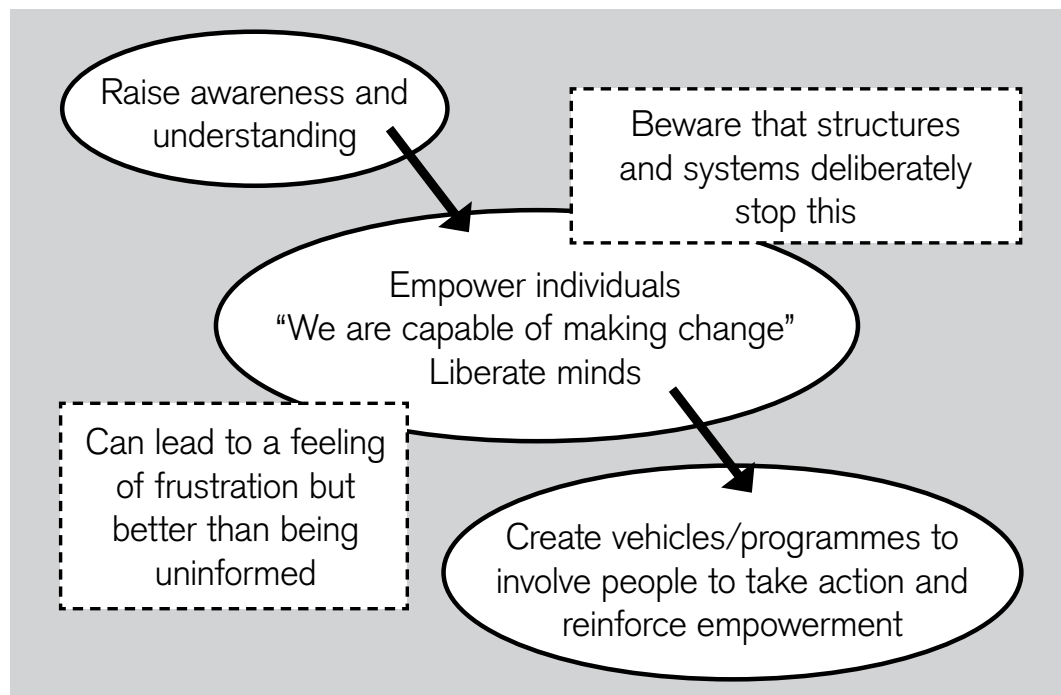 Raise awareness and
understanding
Beware that structures
and systems deliberately
stop this
Empower individuals
“We are capable of making change”
Liberate minds
Can lead to a feeling
of frustration but
better than being
uninformed
Create vehicles/programmes to
involve people to take action and
reinforce empowerment